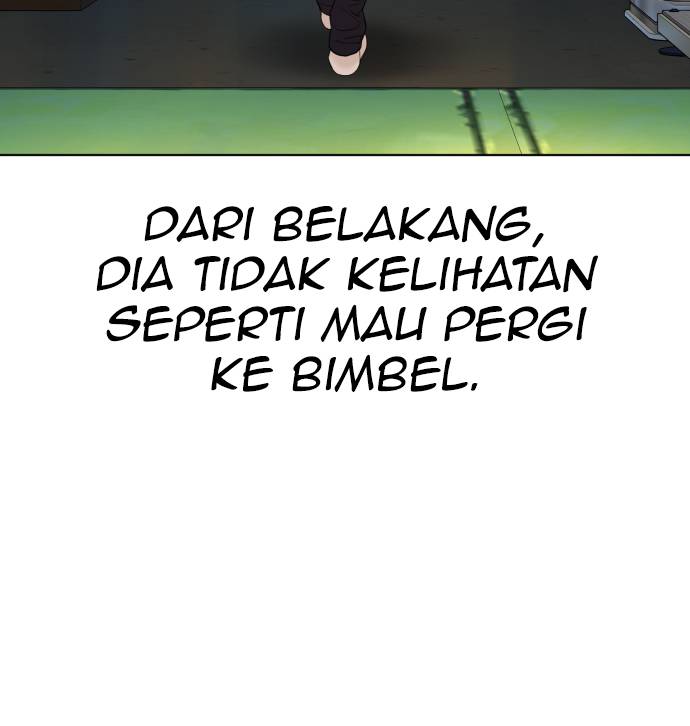 DARI BELAKANG,
DIA TIDAK KELIHATAN
SEPERTI MAU PERGI
KE BIMBEL.